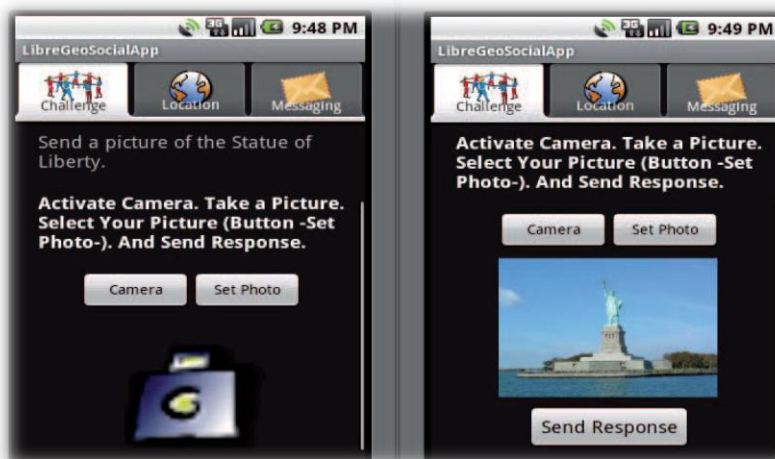 3G
9:48 PM
LibreGeoSocialApp
Challenge
Location
Messaging
Send a picture of the Statue of
Liberty.
Activate Camera. Take a Picture.
Select Your Picture (Button -Set
Photo-). And Send Response.
Camera
Set Photo
3G
9:49 PM
LibreGeoSocialApp
Challenge
Location
Messaging
Activate Camera. Take a Picture.
Select Your Picture (Button -Set
Photo-). And Send Response.
Camera
Set Photo
Send Response